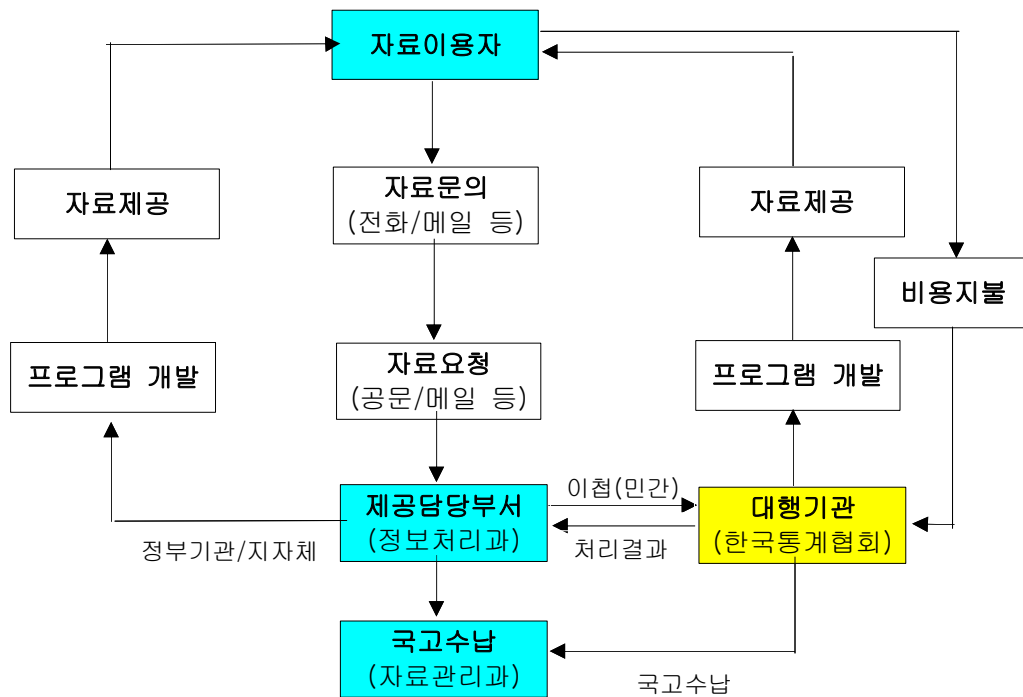 자료이용자
자료제공
자료문의
(전화/메일 등)
자료제공
비용지불
프로그램 개발
자료요청
(공문/메일 등)
프로그램 개발
제공담당부서
(정보처리과)
이첩(민간)
처리결과
대행기관
(한국통계협회)
정부기관/지자체
국고수납
(자료관리과)
국고수납